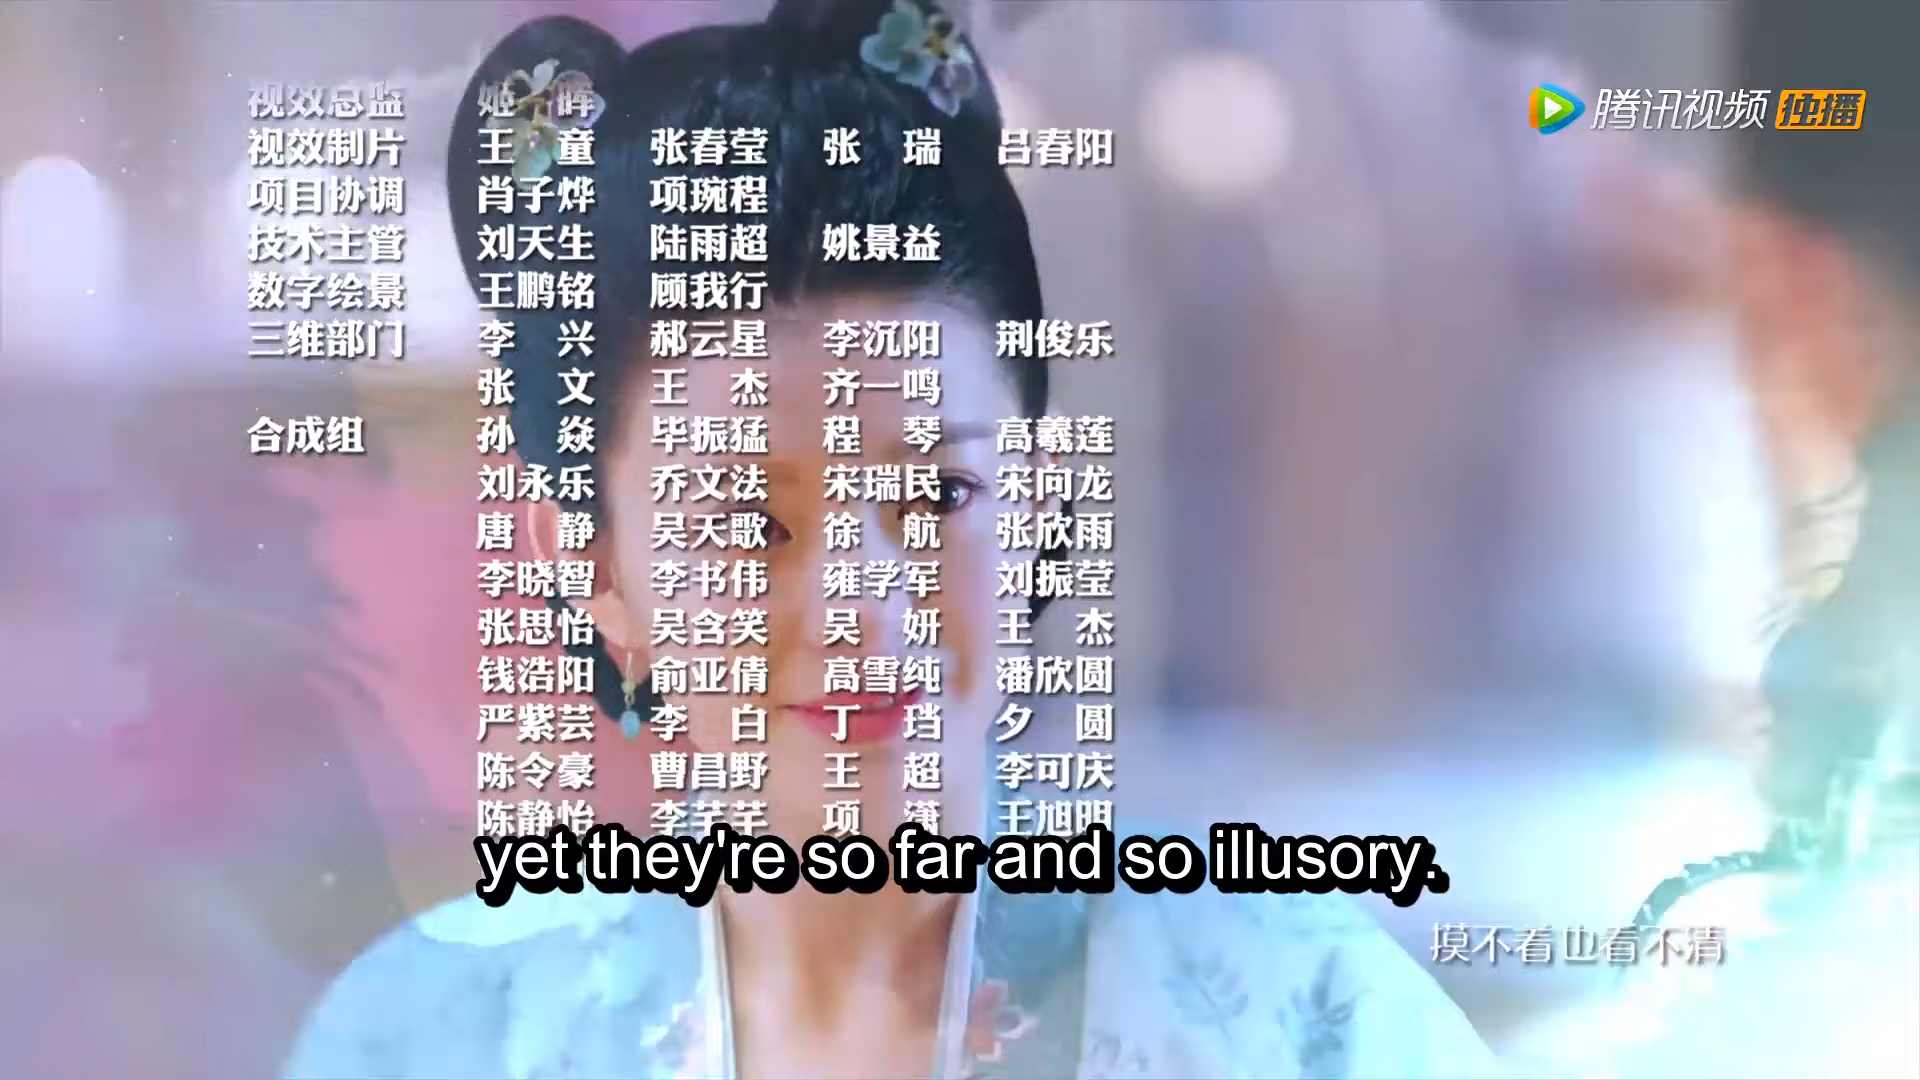 腾讯视频 独播
视效总监 姬 晖
视效制片 王 童 张春莹 张 瑞 吕春阳
项目协调 肖子烨 项琬程
技术主管 刘天生 陆雨超 姚景益
数字绘景 王鹏铭 顾我行
三维部门 李 兴 郝云星 李沉阳 荆俊乐
张 文 王 杰 齐一鸣
合成组 孙 焱 毕振猛 程 琴 高羲莲
刘永乐 乔文法 宋瑞民 宋向龙
唐 静 吴天歌 徐 航 张欣雨
李晓智 李书伟 雍学军 刘振莹
张思怡 吴含笑 吴 妍 王 杰
钱浩阳 俞亚倩 高雪纯 潘欣圆
严紫芸 李 白 丁 珰 夕 圆
陈令豪 曹昌野 王 超 李可庆
陈静怡 李芊芊 项 潇 王旭明
yet they're so far and so illusory.
摸不着也看不清